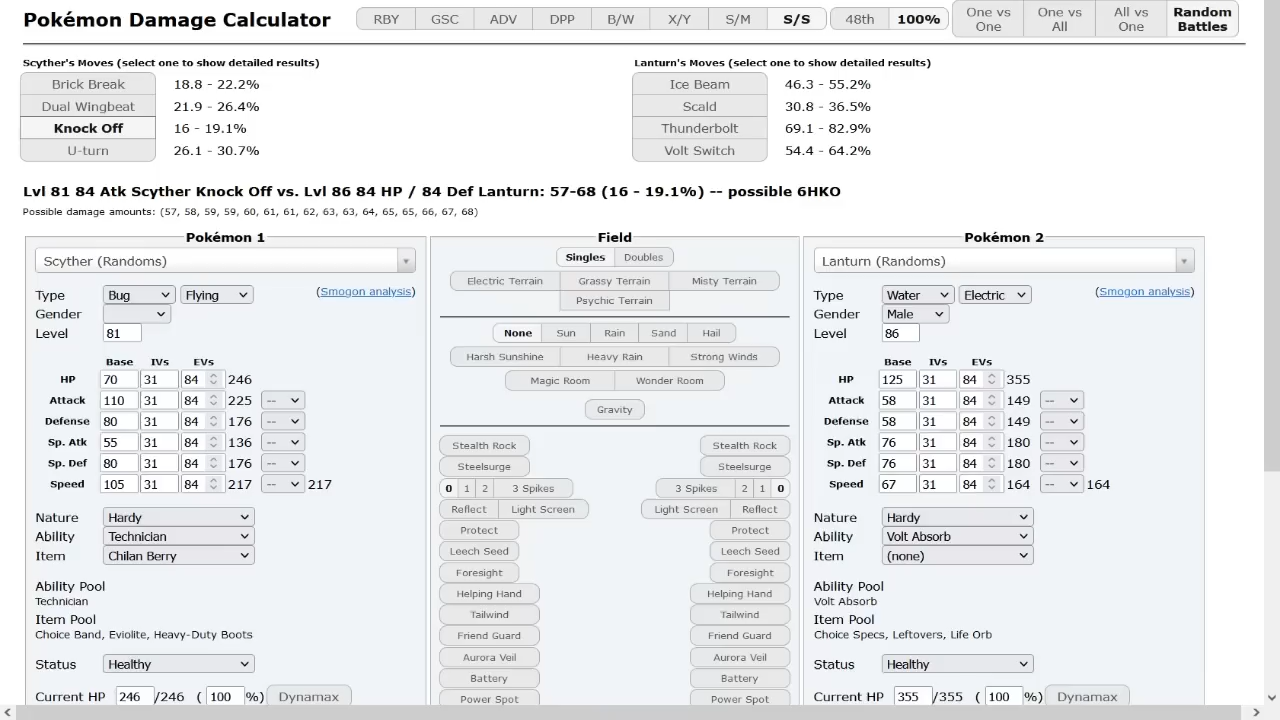 Pokémon Damage Calculator
RBY GSC ADV DPP B/W X/Y S/M S/S 48th 100% One vs One One vs All All vs One Random Battles
Scyther's Moves (select one to show detailed results)
Brick Break 18.8 - 22.2%
Dual Wingbeat 21.9 - 26.4%
Knock Off 16 - 19.1%
U-turn 26.1 - 30.7%
Lanturn's Moves (select one to show detailed results)
Ice Beam 46.3 - 55.2%
Scald 30.8 - 36.5%
Thunderbolt 69.1 - 82.9%
Volt Switch 54.4 - 64.2%
Lvl 81 84 Atk Scyther Knock Off vs. Lvl 86 84 HP / 84 Def Lanturn: 57-68 (16 - 19.1%) -- possible 6HKO
Possible damage amounts: (57, 58, 59, 59, 60, 61, 61, 62, 63, 63, 64, 65, 65, 66, 67, 68)
Pokémon 1
Scyther (Randoms)
Type Bug Flying (Smogon analysis)
Gender
Level 81
Base IVs EVs
HP 70 31 84 246
Attack 110 31 84 225 --
Defense 80 31 84 176 --
Sp. Atk 55 31 84 136 --
Sp. Def 80 31 84 176 --
Speed 105 31 84 217 -- 217
Nature Hardy
Ability Technician
Item Chilan Berry
Ability Pool
Technician
Item Pool
Choice Band, Eviolite, Heavy-Duty Boots
Status Healthy
Current HP 246 /246 ( 100 %) Dynamax
Field
Singles Doubles
Electric Terrain Grassy Terrain Misty Terrain
Psychic Terrain
None Sun Rain Sand Hail
Harsh Sunshine Heavy Rain Strong Winds
Magic Room Wonder Room
Gravity
Stealth Rock Stealth Rock
Steelsurge Steelsurge
0 1 2 3 Spikes 3 Spikes 2 1 0
Reflect Light Screen Light Screen Reflect
Protect Protect
Leech Seed Leech Seed
Foresight Foresight
Helping Hand Helping Hand
Tailwind Tailwind
Friend Guard Friend Guard
Aurora Veil Aurora Veil
Battery Battery
Power Spot Power Spot
Pokémon 2
Lanturn (Randoms)
Type Water Electric (Smogon analysis)
Gender Male
Level 86
Base IVs EVs
HP 125 31 84 355
Attack 58 31 84 149 --
Defense 58 31 84 149 --
Sp. Atk 76 31 84 180 --
Sp. Def 76 31 84 180 --
Speed 67 31 84 164 -- 164
Nature Hardy
Ability Volt Absorb
Item (none)
Ability Pool
Volt Absorb
Item Pool
Choice Specs, Leftovers, Life Orb
Status Healthy
Current HP 355 /355 ( 100 %) Dynamax